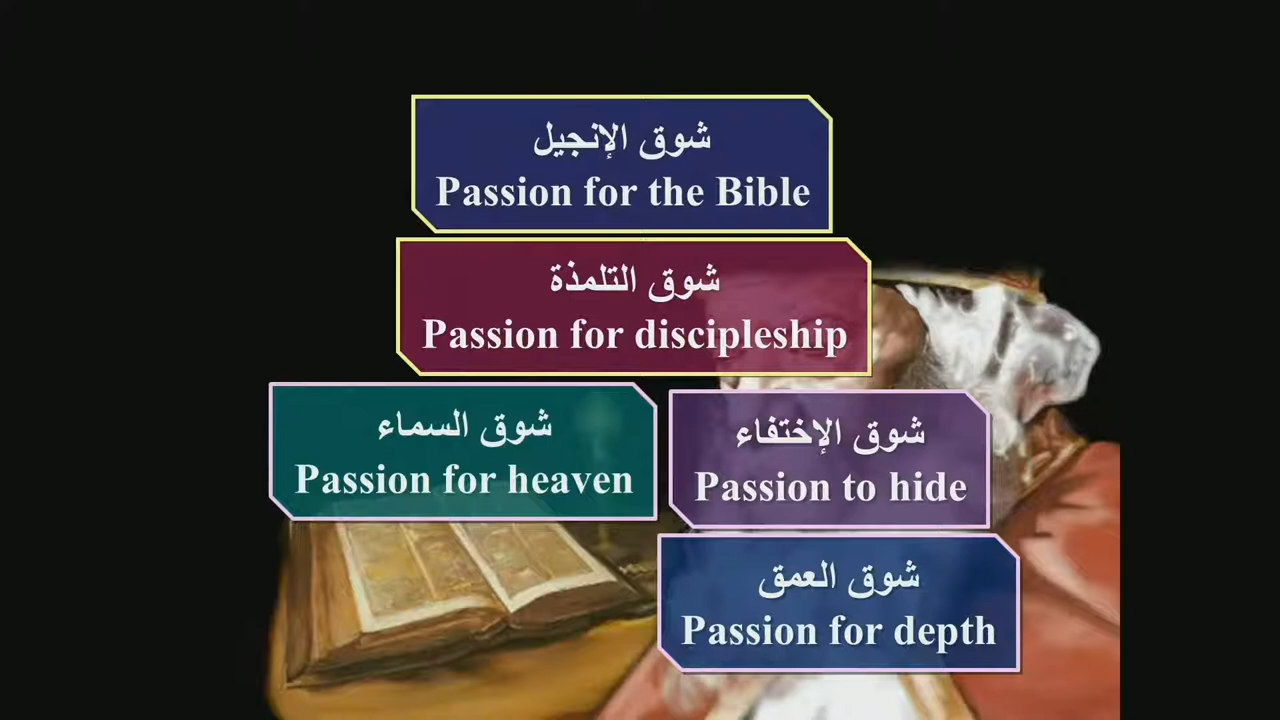 شوق الإنجيل
Passion for the Bible
شوق التلمذة
Passion for discipleship
شوق السماء
Passion for heaven
شوق الإختفاء
Passion to hide
شوق العمق
Passion for depth